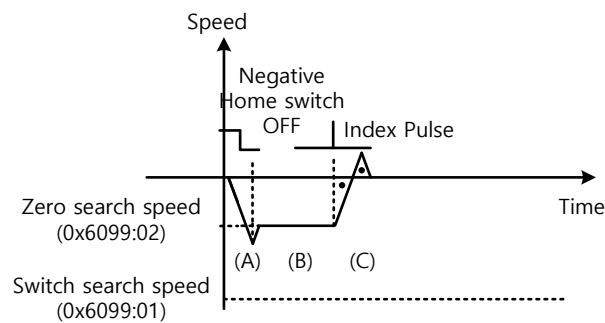 Speed
Negative
Home switch
OFF
Index Pulse
Zero search speed
(0x6099:02)
Time
(A)
(B)
(C)
Switch search speed
(0x6099:01)